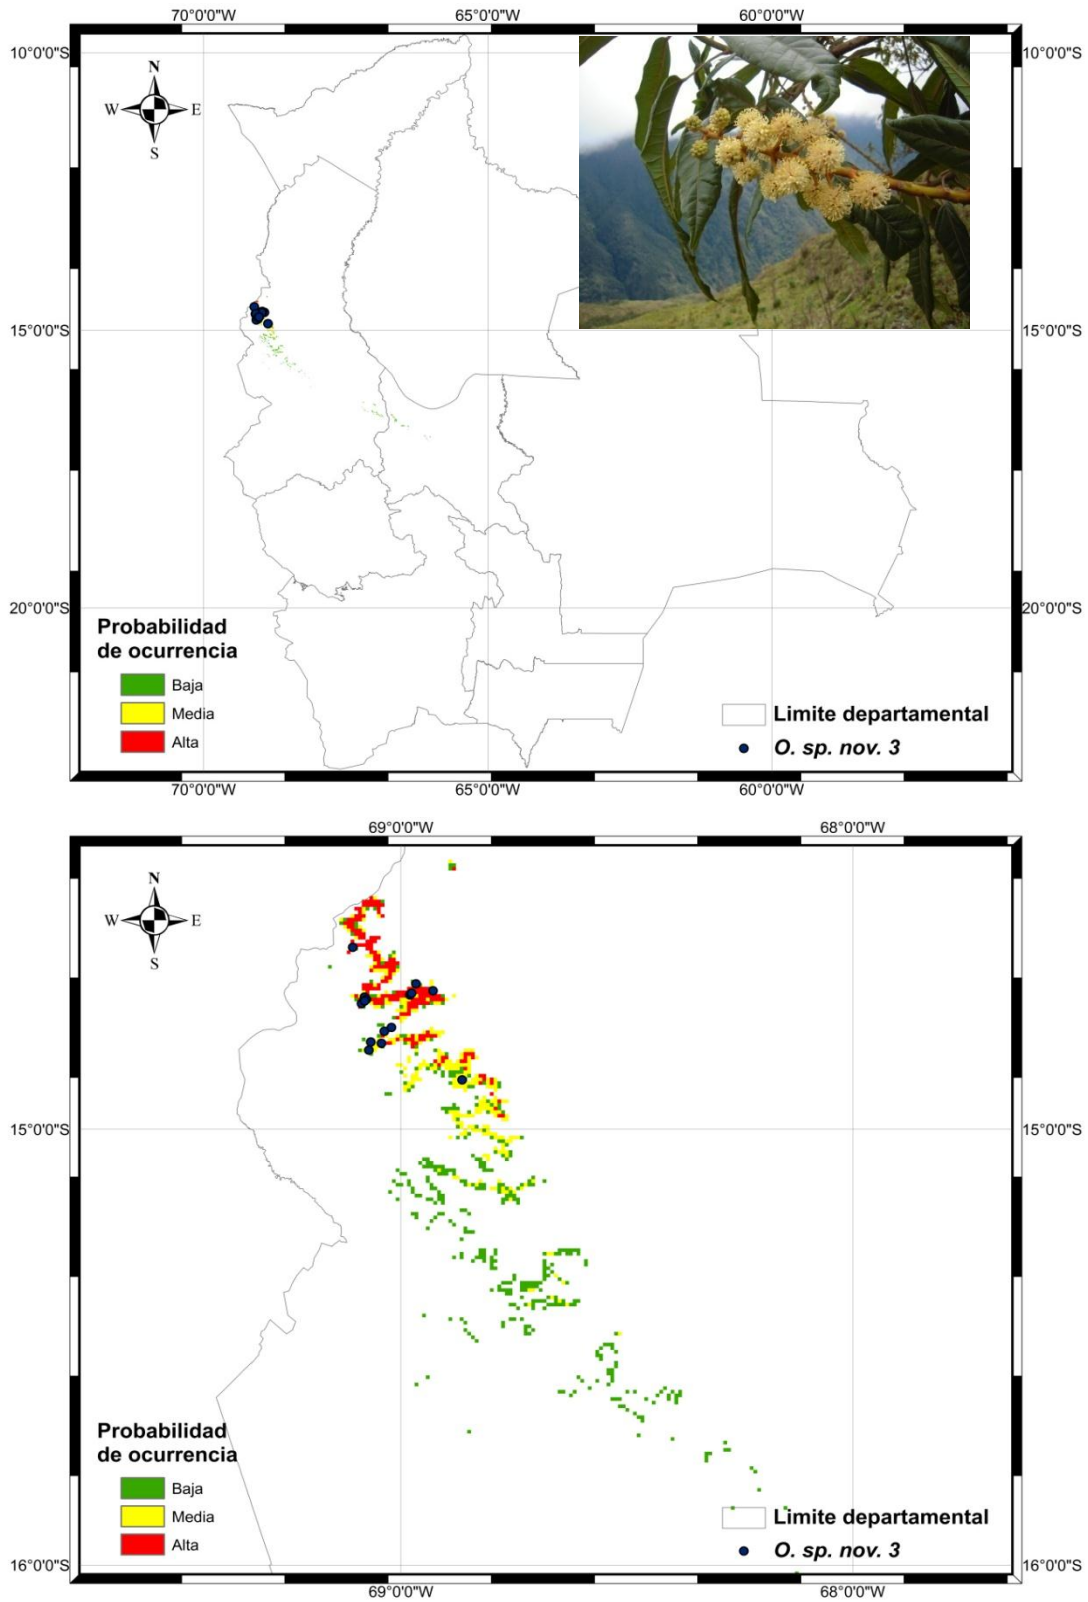 70°0'0"W 65°0'0"W 60°0'0"W
10°0'0"S 10°0'0"S
N
W E
S
15°0'0"S 15°0'0"S
20°0'0"S 20°0'0"S
Probabilidad
de ocurrencia
Baja
Media
Alta
Limite departamental
O. sp. nov. 3
70°0'0"W 65°0'0"W 60°0'0"W
69°0'0"W 68°0'0"W
N
W E
S
15°0'0"S 15°0'0"S
Probabilidad
de ocurrencia
Baja
Media
Alta
Limite departamental
O. sp. nov. 3
16°0'0"S 16°0'0"S
69°0'0"W 68°0'0"W